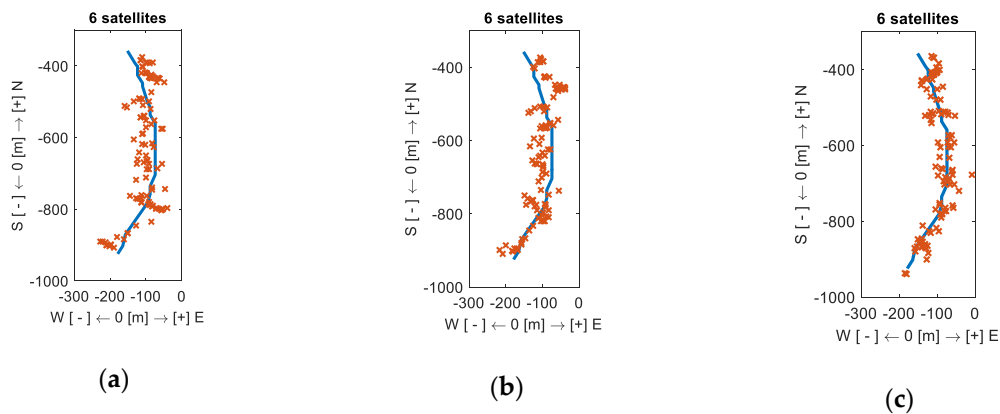 6 satellites
-400
-600
-800
-1000
-300 -200 -100 0
S [ - ] ← 0 [m] → [+] N
W [ - ] ← 0 [m] → [+] E
(a)
6 satellites
-400
-600
-800
-1000
-300 -200 -100 0
S [ - ] ← 0 [m] → [+] N
W [ - ] ← 0 [m] → [+] E
(b)
6 satellites
-400
-600
-800
-1000
-300 -200 -100 0
S [ - ] ← 0 [m] → [+] N
W [ - ] ← 0 [m] → [+] E
(c)